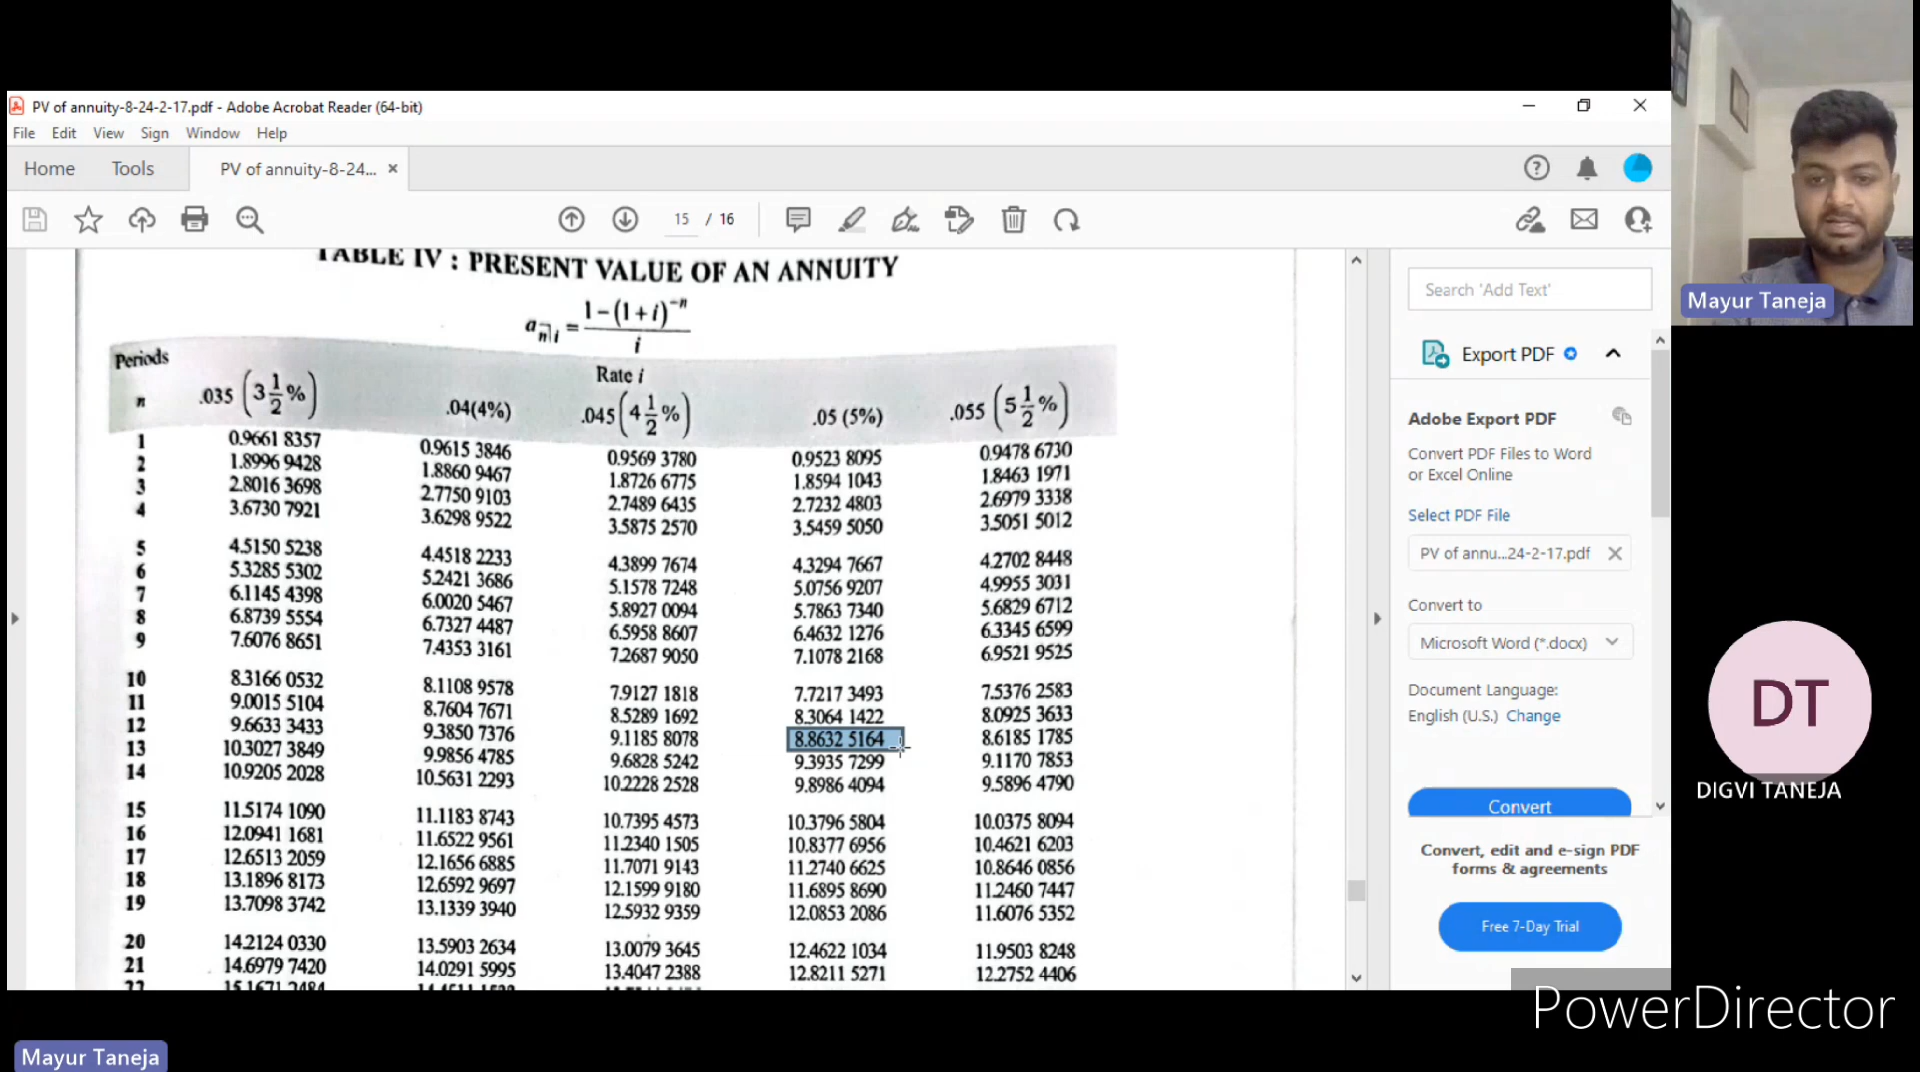 PV of annuity-8-24-2-17.pdf - Adobe Acrobat Reader (64-bit)
File Edit View Sign Window Help
Home Tools PV of annuity-8-24... ×
15 / 16
TABLE IV : PRESENT VALUE OF AN ANNUITY
a n i = 1-(1+i)^-n / i
Periods
Rate i
n .035 (3 1/2 %) .04(4%) .045 (4 1/2 %) .05 (5%) .055 (5 1/2 %)
1 0.9661 8357 0.9615 3846 0.9569 3780 0.9523 8095 0.9478 6730
2 1.8996 9428 1.8860 9467 1.8726 6775 1.8594 1043 1.8463 1971
3 2.8016 3698 2.7750 9103 2.7489 6435 2.7232 4803 2.6979 3338
4 3.6730 7921 3.6298 9522 3.5875 2570 3.5459 5050 3.5051 5012
5 4.5150 5238 4.4518 2233 4.3899 7674 4.3294 7667 4.2702 8448
6 5.3285 5302 5.2421 3686 5.1578 7248 5.0756 9207 4.9955 3031
7 6.1145 4398 6.0020 5467 5.8927 0094 5.7863 7340 5.6829 6712
8 6.8739 5554 6.7327 4487 6.5958 8607 6.4632 1276 6.3345 6599
9 7.6076 8651 7.4353 3161 7.2687 9050 7.1078 2168 6.9521 9525
10 8.3166 0532 8.1108 9578 7.9127 1818 7.7217 3493 7.5376 2583
11 9.0015 5104 8.7604 7671 8.5289 1692 8.3064 1422 8.0925 3633
12 9.6633 3433 9.3850 7376 9.1185 8078 8.8632 5164 8.6185 1785
13 10.3027 3849 9.9856 4785 9.6828 5242 9.3935 7299 9.1170 7853
14 10.9205 2028 10.5631 2293 10.2228 2528 9.8986 4094 9.5896 4790
15 11.5174 1090 11.1183 8743 10.7395 4573 10.3796 5804 10.0375 8094
16 12.0941 1681 11.6522 9561 11.2340 1505 10.8377 6956 10.4621 6203
17 12.6513 2059 12.1656 6885 11.7071 9143 11.2740 6625 10.8646 0856
18 13.1896 8173 12.6592 9697 12.1599 9180 11.6895 8690 11.2460 7447
19 13.7098 3742 13.1339 3940 12.5932 9359 12.0853 2086 11.6076 5352
20 14.2124 0330 13.5903 2634 13.0079 3645 12.4622 1034 11.9503 8248
21 14.6979 7420 14.0291 5995 13.4047 2388 12.8211 5271 12.2752 4406
Search 'Add Text'
Export PDF
Adobe Export PDF
Convert PDF Files to Word
or Excel Online
Select PDF File
PV of annu...24-2-17.pdf
Convert to
Microsoft Word (*.docx)
Document Language:
English (U.S.) Change
Convert
Convert, edit and e-sign PDF
forms & agreements
Free 7-Day Trial
Mayur Taneja
DT
DIGVI TANEJA
PowerDirector
Mayur Taneja